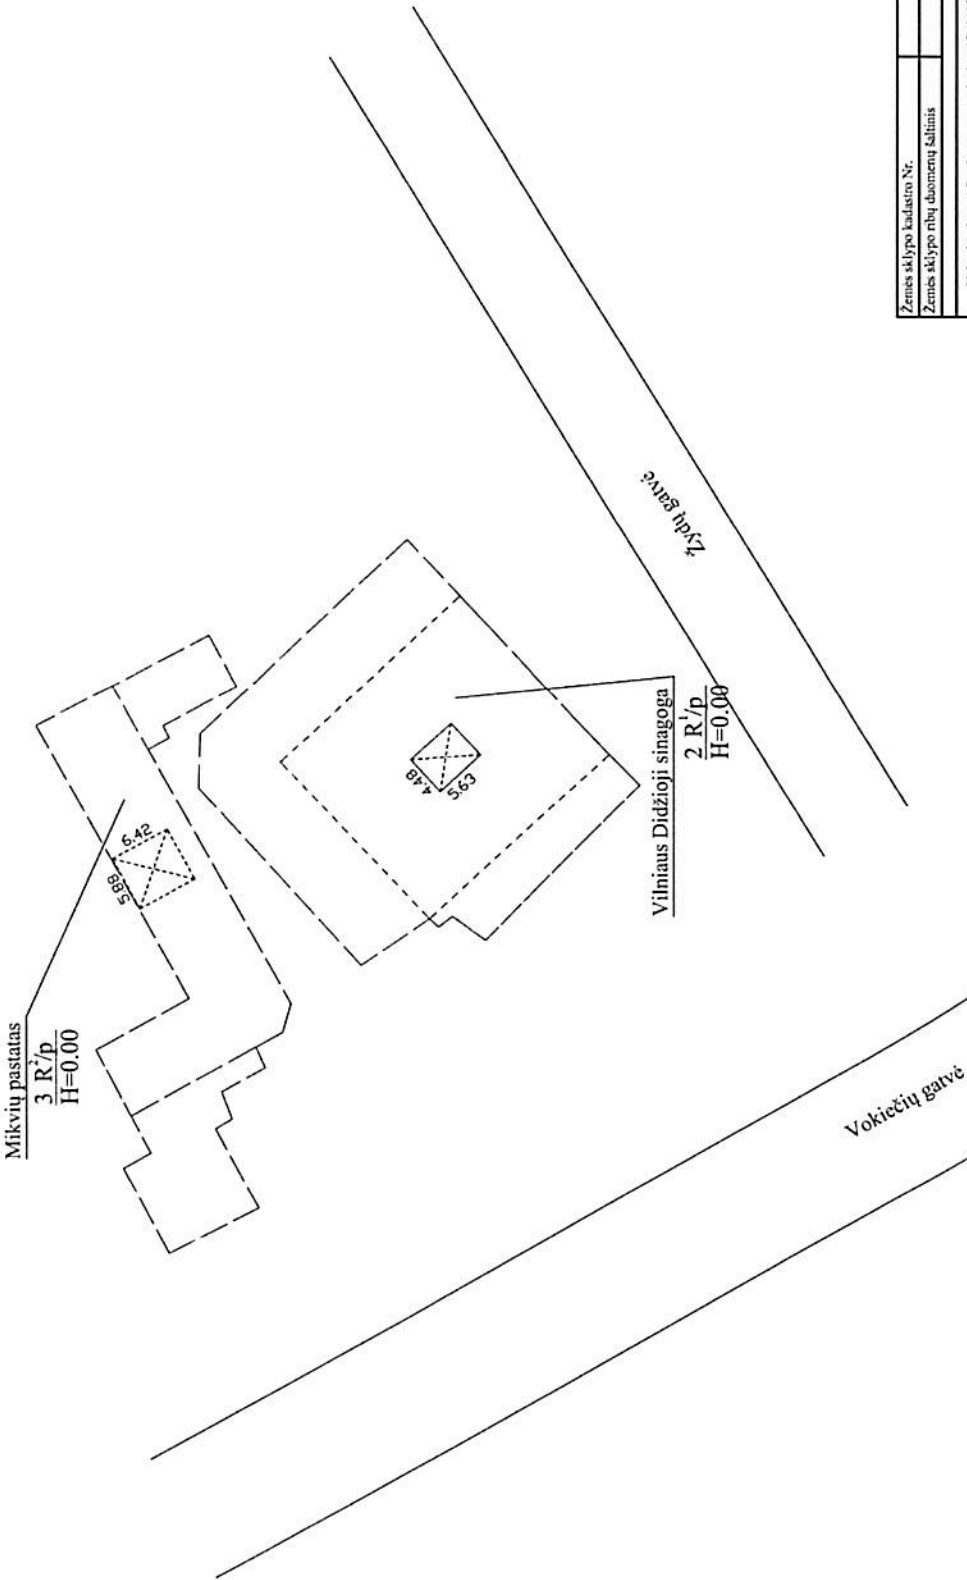 Mikvių pastatas
3 R²/p
H=0.00
5.88
6.42
4.48
5.63
Vilniaus Didžioji sinagoga
2 R¹/p
H=0.00
Žydų gatvė
Vokiečių gatvė
Žemės sklypo kadastro Nr.
Žemės sklypo ribų duomenų šaltinis